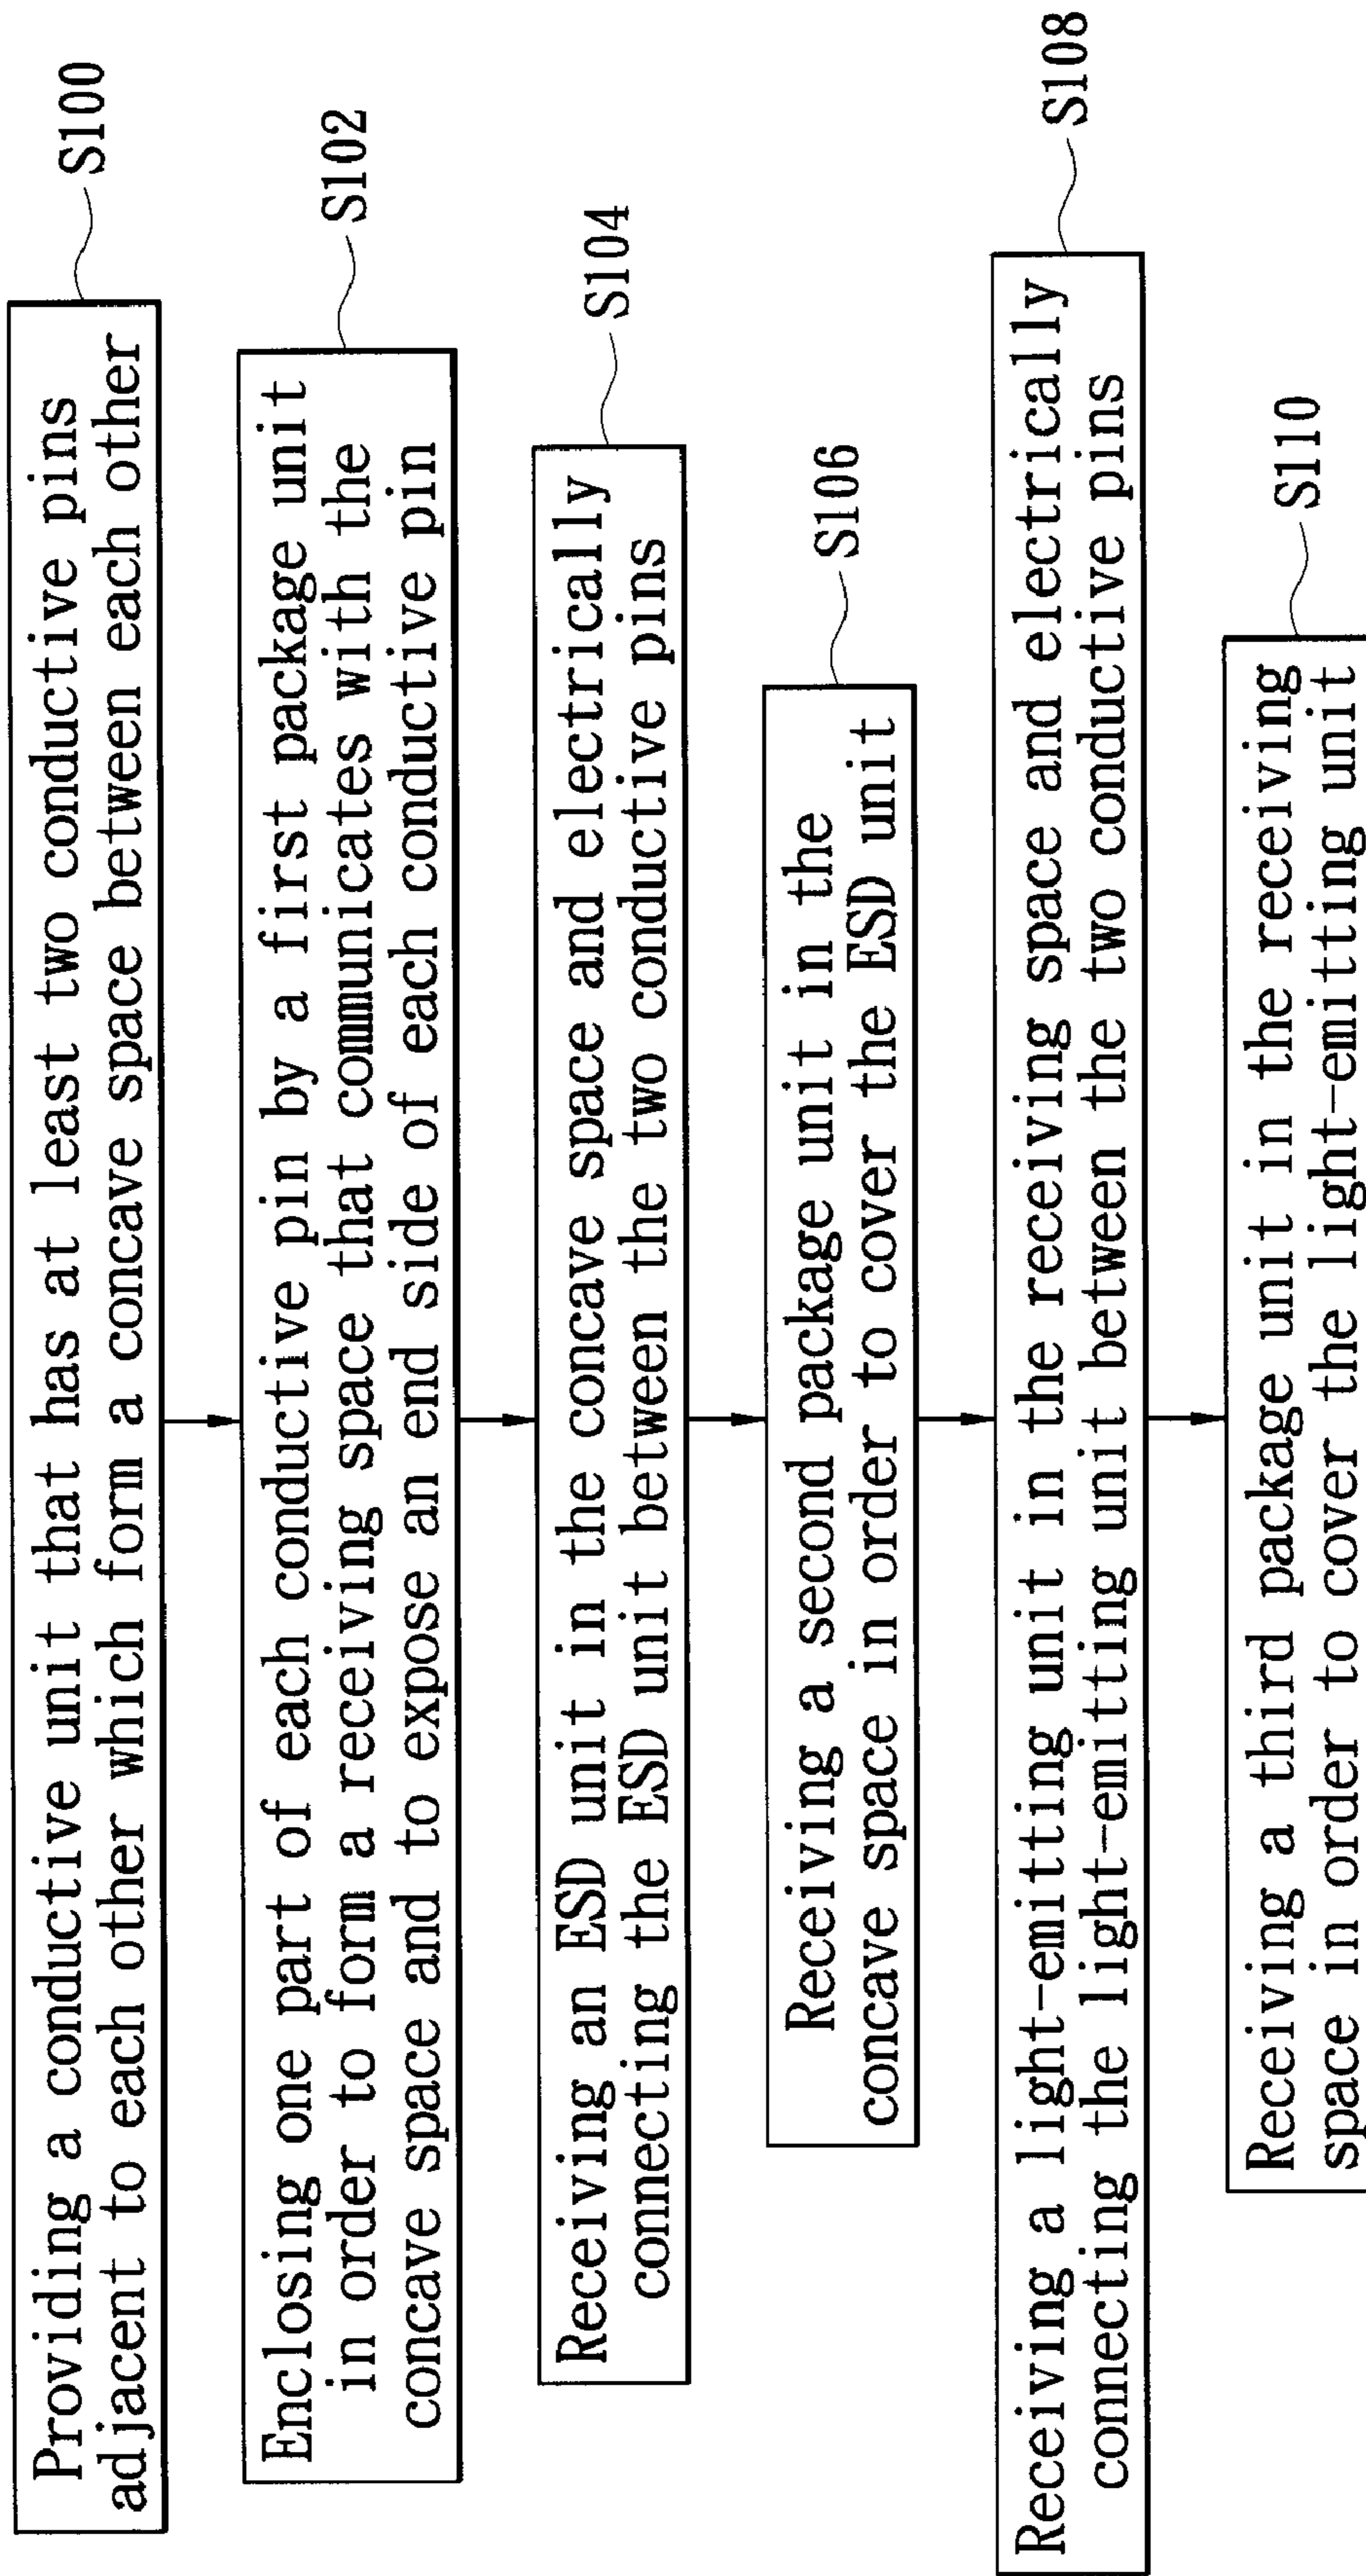 Providing a conductive unit that has at least two conductive pins
adjacent to each other which form a concave space between each other
S100
Enclosing one part of each conductive pin by a first package unit
in order to form a receiving space that communicates with the
concave space and to expose an end side of each conductive pin
S102
Receiving an ESD unit in the concave space and electrically
connecting the ESD unit between the two conductive pins
S104
Receiving a second package unit in the
concave space in order to cover the ESD unit
S106
Receiving a light-emitting unit in the receiving space and electrically
connecting the light-emitting unit between the two conductive pins
S108
Receiving a third package unit in the receiving
space in order to cover the light-emitting unit
S110